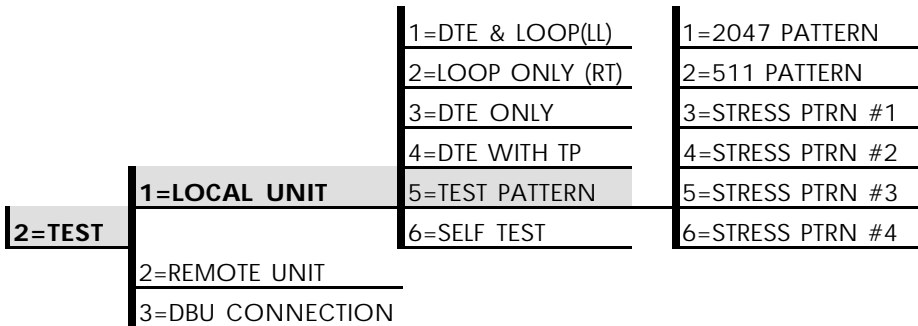 1=DTE & LOOP(LL)
2=LOOP ONLY (RT)
3=DTE ONLY
4=DTE WITH TP
5=TEST PATTERN
6=SELF TEST
1=2047 PATTERN
2=511 PATTERN
3=STRESS PTRN #1
4=STRESS PTRN #2
5=STRESS PTRN #3
6=STRESS PTRN #4
1=LOCAL UNIT
2=TEST
2=REMOTE UNIT
3=DBU CONNECTION